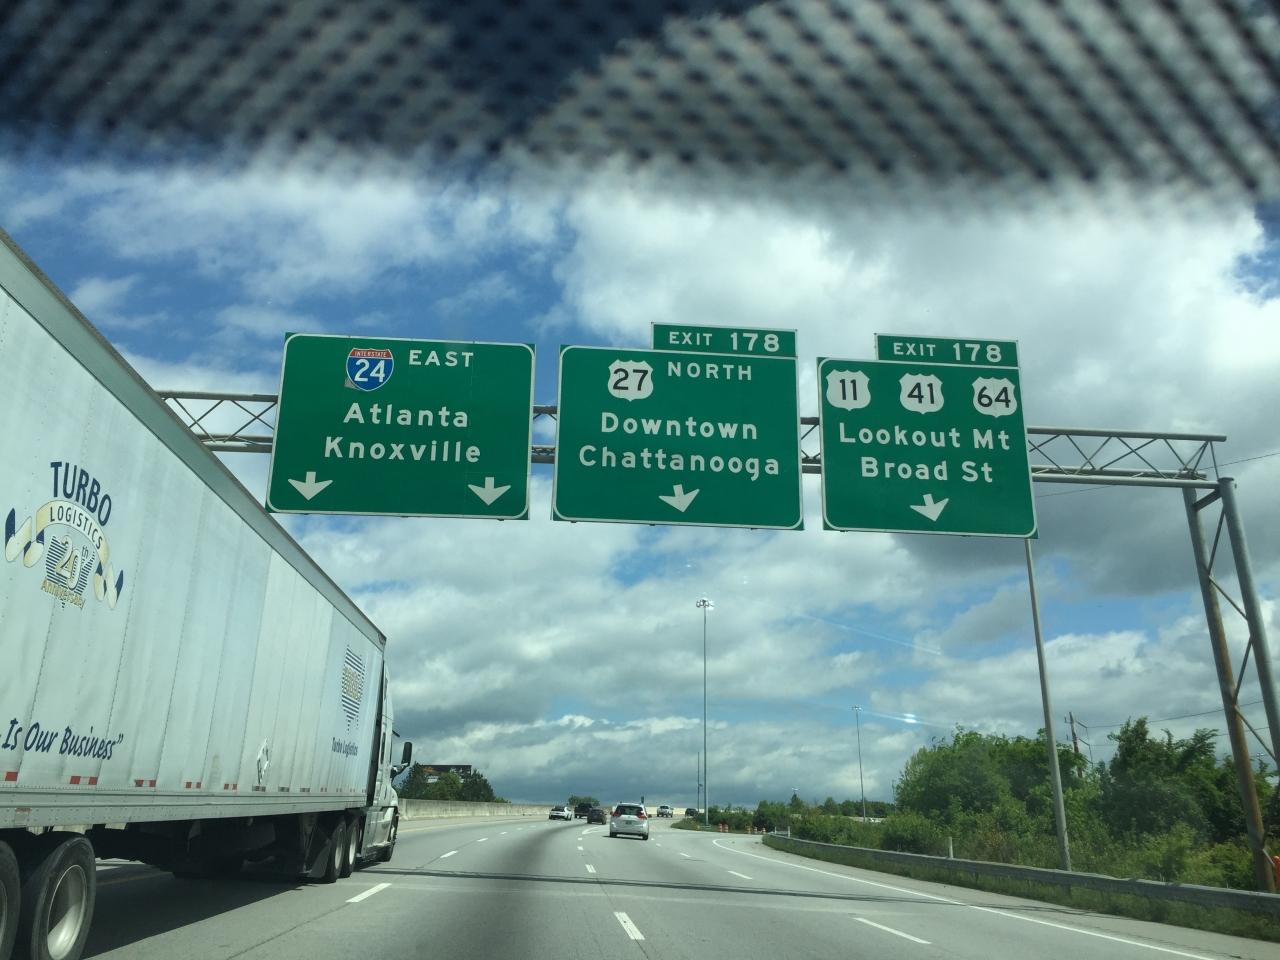 INTERSTATE
24
EAST
Atlanta
Knoxville
EXIT 178
27
NORTH
Downtown
Chattanooga
EXIT 178
11
41
64
Lookout Mt
Broad St
TURBO
LOGISTICS
20th
Anniversary
Is Our Business"
Turbo Logistics